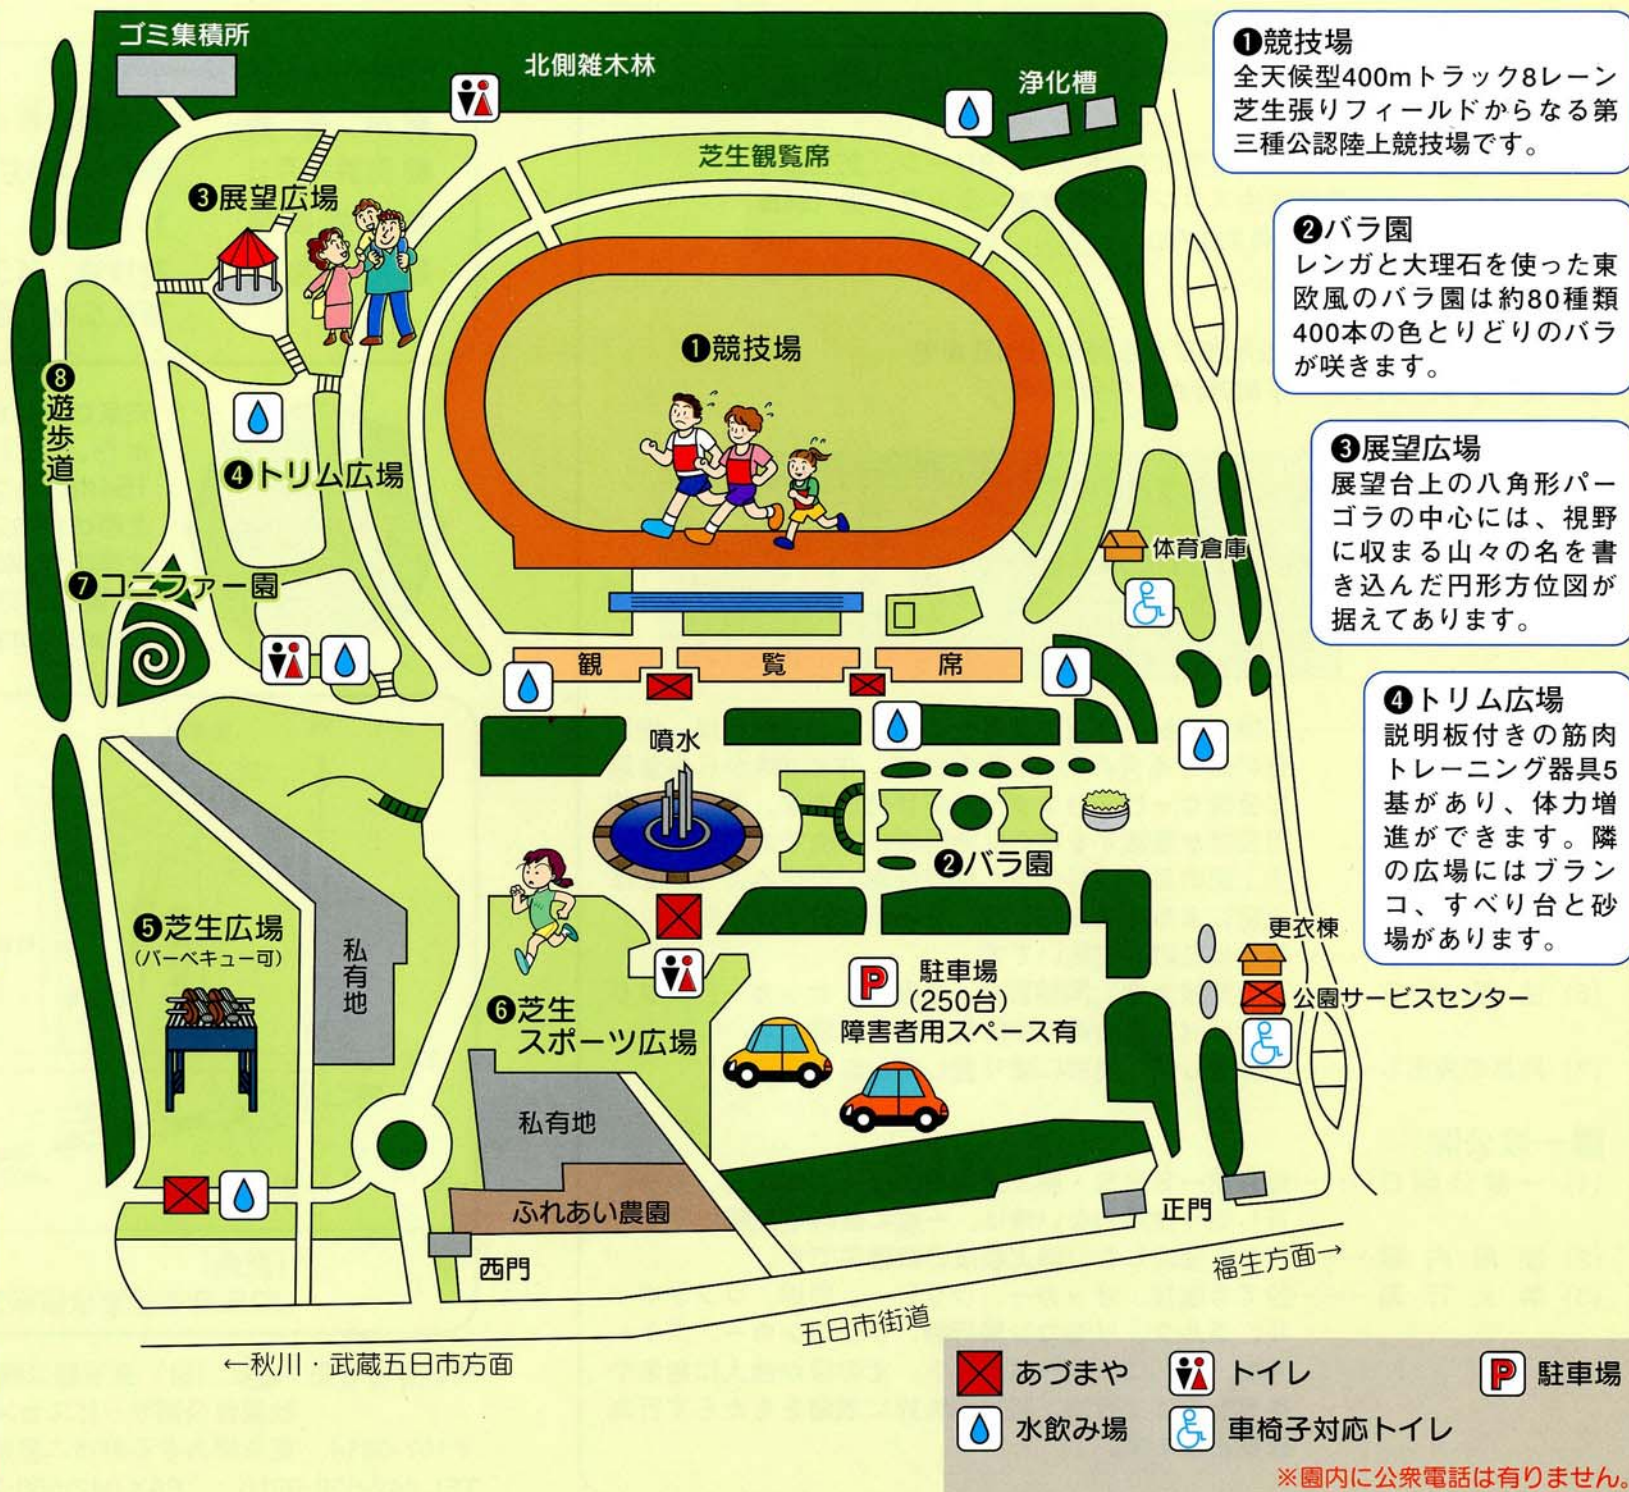 ゴミ集積所
北側雑木林
浄化槽
芝生観覧席
❸展望広場
❶競技場
❽遊歩道
❹トリム広場
体育倉庫
❼コニファー園
観覧席
噴水
❷バラ園
❺芝生広場
(バーベキュー可)
私有地
更衣棟
P 駐車場
(250台)
障害者用スペース有
公園サービスセンター
❻芝生
スポーツ広場
私有地
ふれあい農園
正門
西門
福生方面→
五日市街道
←秋川・武蔵五日市方面
❶競技場
全天候型400mトラック8レーン
芝生張りフィールドからなる第
三種公認陸上競技場です。
❷バラ園
レンガと大理石を使った東
欧風のバラ園は約80種類
400本の色とりどりのバラ
が咲きます。
❸展望広場
展望台上の八角形パー
ゴラの中心には、視野
に収まる山々の名を書
き込んだ円形方位図が
据えてあります。
❹トリム広場
説明板付きの筋肉
トレーニング器具5
基があり、体力増
進ができます。隣
の広場にはブラン
コ、すべり台と砂
場があります。
あづまや
トイレ
P 駐車場
水飲み場
車椅子対応トイレ
※園内に公衆電話は有りません。